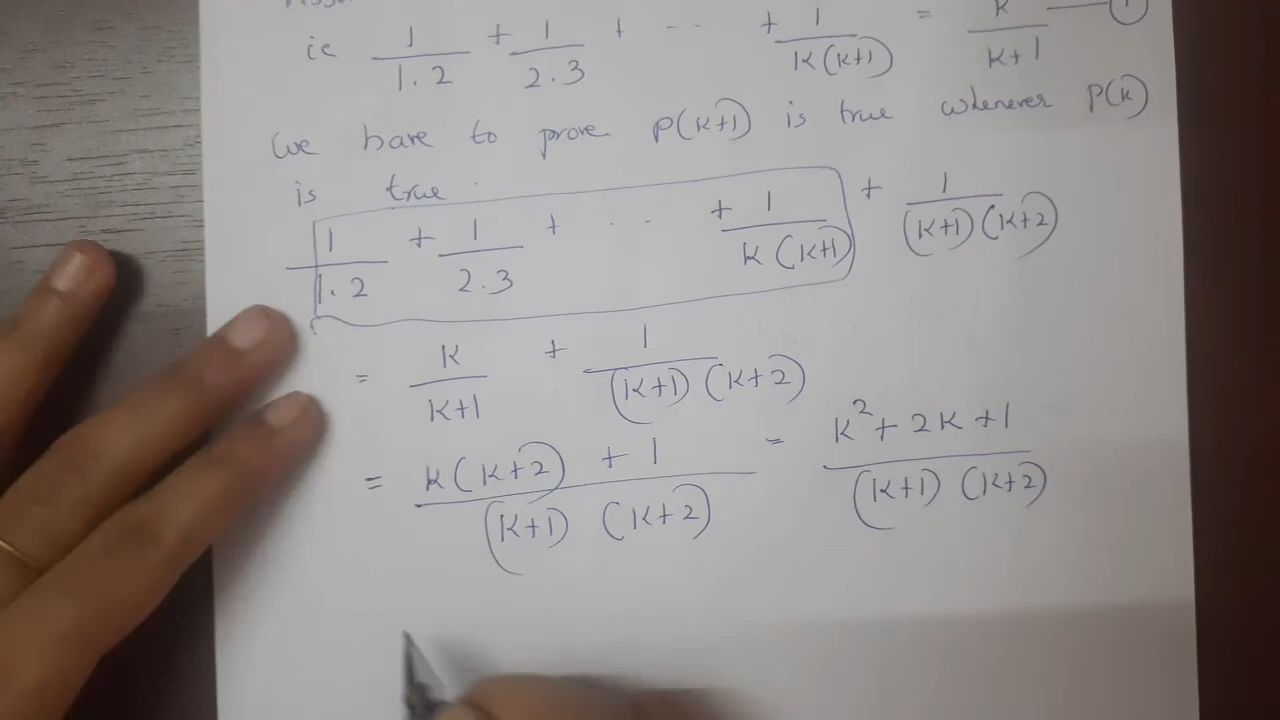 ie 1/1.2 + 1/2.3 + ... + 1/k(k+1) = k/k+1 — 1
We have to prove P(k+1) is true whenever P(k)
is true.
1/1.2 + 1/2.3 + ... + 1/k(k+1) + 1/(k+1)(k+2)
= k/k+1 + 1/(k+1)(k+2)
= k(k+2) + 1/(k+1)(k+2) = k²+2k+1/(k+1)(k+2)